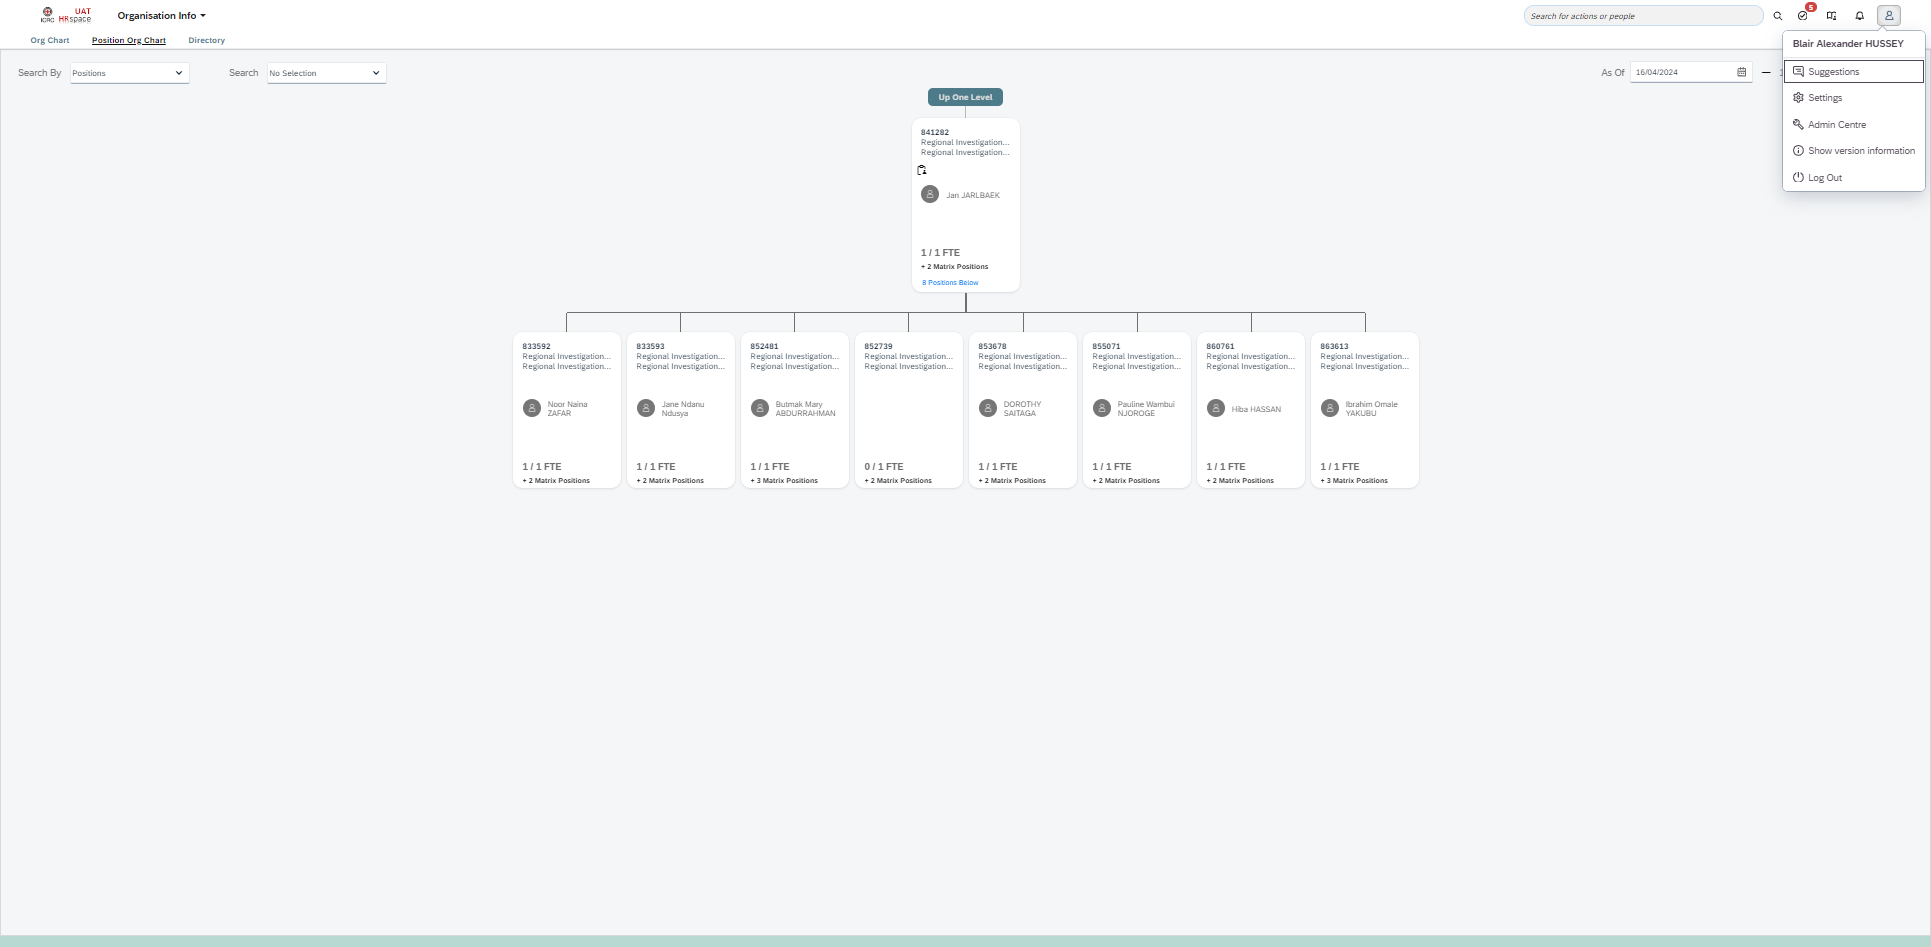 UAT
ICRC HRspace
Organisation Info
Search for actions or people
5
Org Chart
Position Org Chart
Directory
Blair Alexander HUSSEY
Suggestions
Settings
Admin Centre
Show version information
Log Out
Search By
Positions
Search
No Selection
As Of
16/04/2024
Up One Level
841282
Regional Investigation...
Regional Investigation...
Jan JARLBAEK
1 / 1 FTE
+ 2 Matrix Positions
8 Positions Below
833592
Regional Investigation...
Regional Investigation...
Noor Naina
ZAFAR
1 / 1 FTE
+ 2 Matrix Positions
833593
Regional Investigation...
Regional Investigation...
Jane Ndanu
Ndusya
1 / 1 FTE
+ 2 Matrix Positions
852481
Regional Investigation...
Regional Investigation...
Butmak Mary
ABDURRAHMAN
1 / 1 FTE
+ 3 Matrix Positions
852739
Regional Investigation...
Regional Investigation...
0 / 1 FTE
+ 2 Matrix Positions
853678
Regional Investigation...
Regional Investigation...
DOROTHY
SAITAGA
1 / 1 FTE
+ 2 Matrix Positions
855071
Regional Investigation...
Regional Investigation...
Pauline Wambui
NJOROGE
1 / 1 FTE
+ 2 Matrix Positions
860761
Regional Investigation...
Regional Investigation...
Hiba HASSAN
1 / 1 FTE
+ 2 Matrix Positions
863613
Regional Investigation...
Regional Investigation...
Ibrahim Omale
YAKUBU
1 / 1 FTE
+ 3 Matrix Positions